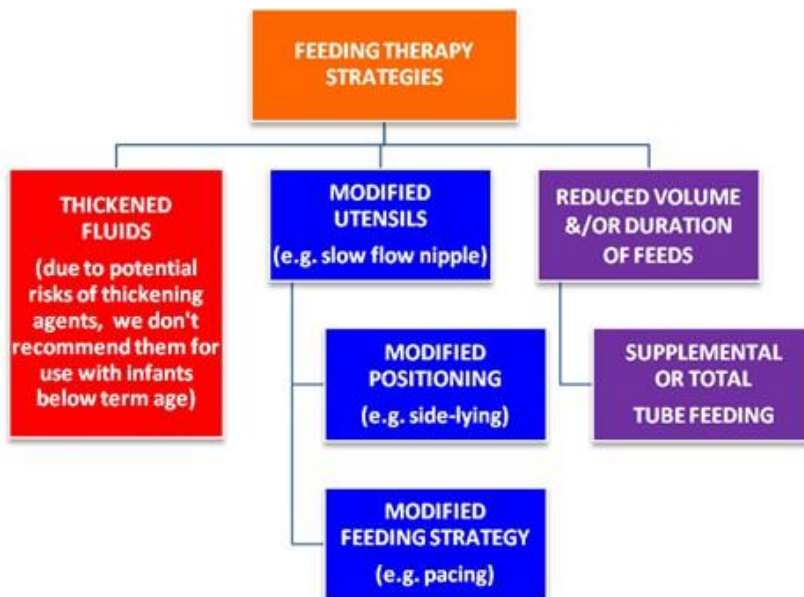 FEEDING THERAPY
STRATEGIES
THICKENED
FLUIDS
(due to potential
risks of thickening
agents, we don't
recommend them for
use with infants
below term age)
MODIFIED
UTENSILS
(e.g. slow flow nipple)
MODIFIED
POSITIONING
(e.g. side-lying)
MODIFIED
FEEDING STRATEGY
(e.g. pacing)
REDUCED VOLUME
&/OR DURATION
OF FEEDS
SUPPLEMENTAL
OR TOTAL
TUBE FEEDING